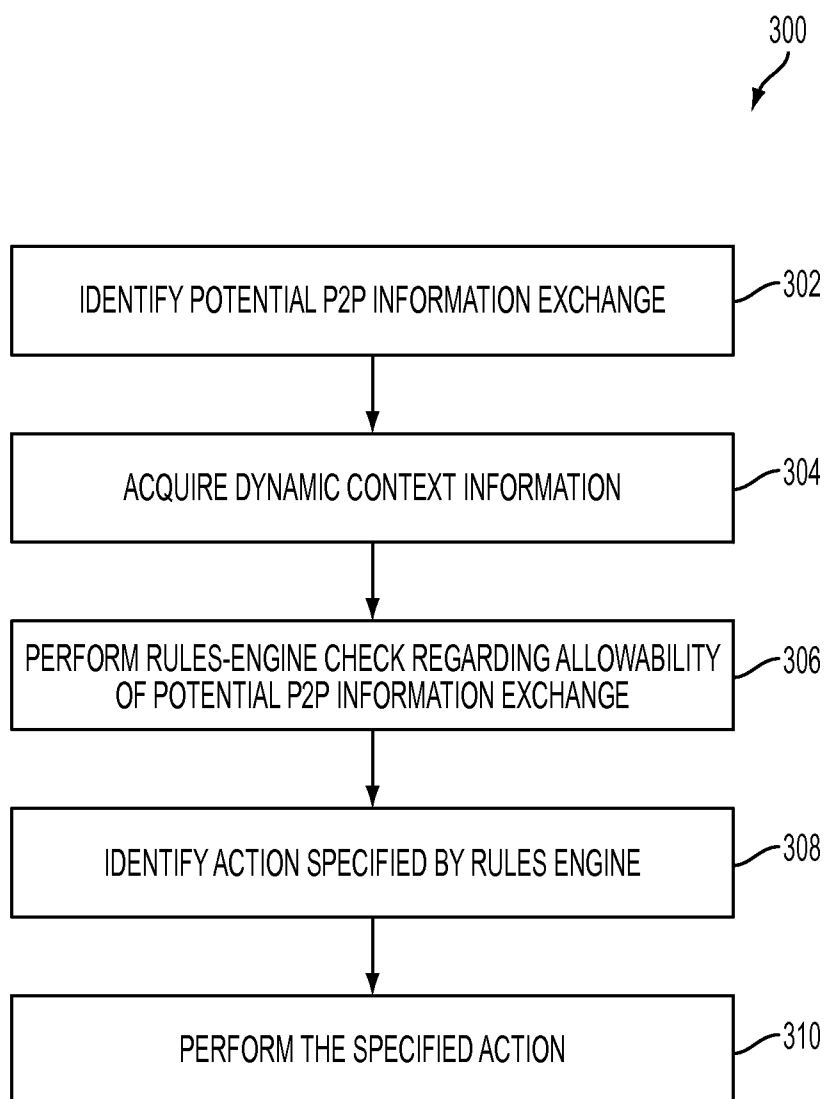 300
IDENTIFY POTENTIAL P2P INFORMATION EXCHANGE
302
ACQUIRE DYNAMIC CONTEXT INFORMATION
304
PERFORM RULES-ENGINE CHECK REGARDING ALLOWABILITY
OF POTENTIAL P2P INFORMATION EXCHANGE
306
IDENTIFY ACTION SPECIFIED BY RULES ENGINE
308
PERFORM THE SPECIFIED ACTION
310